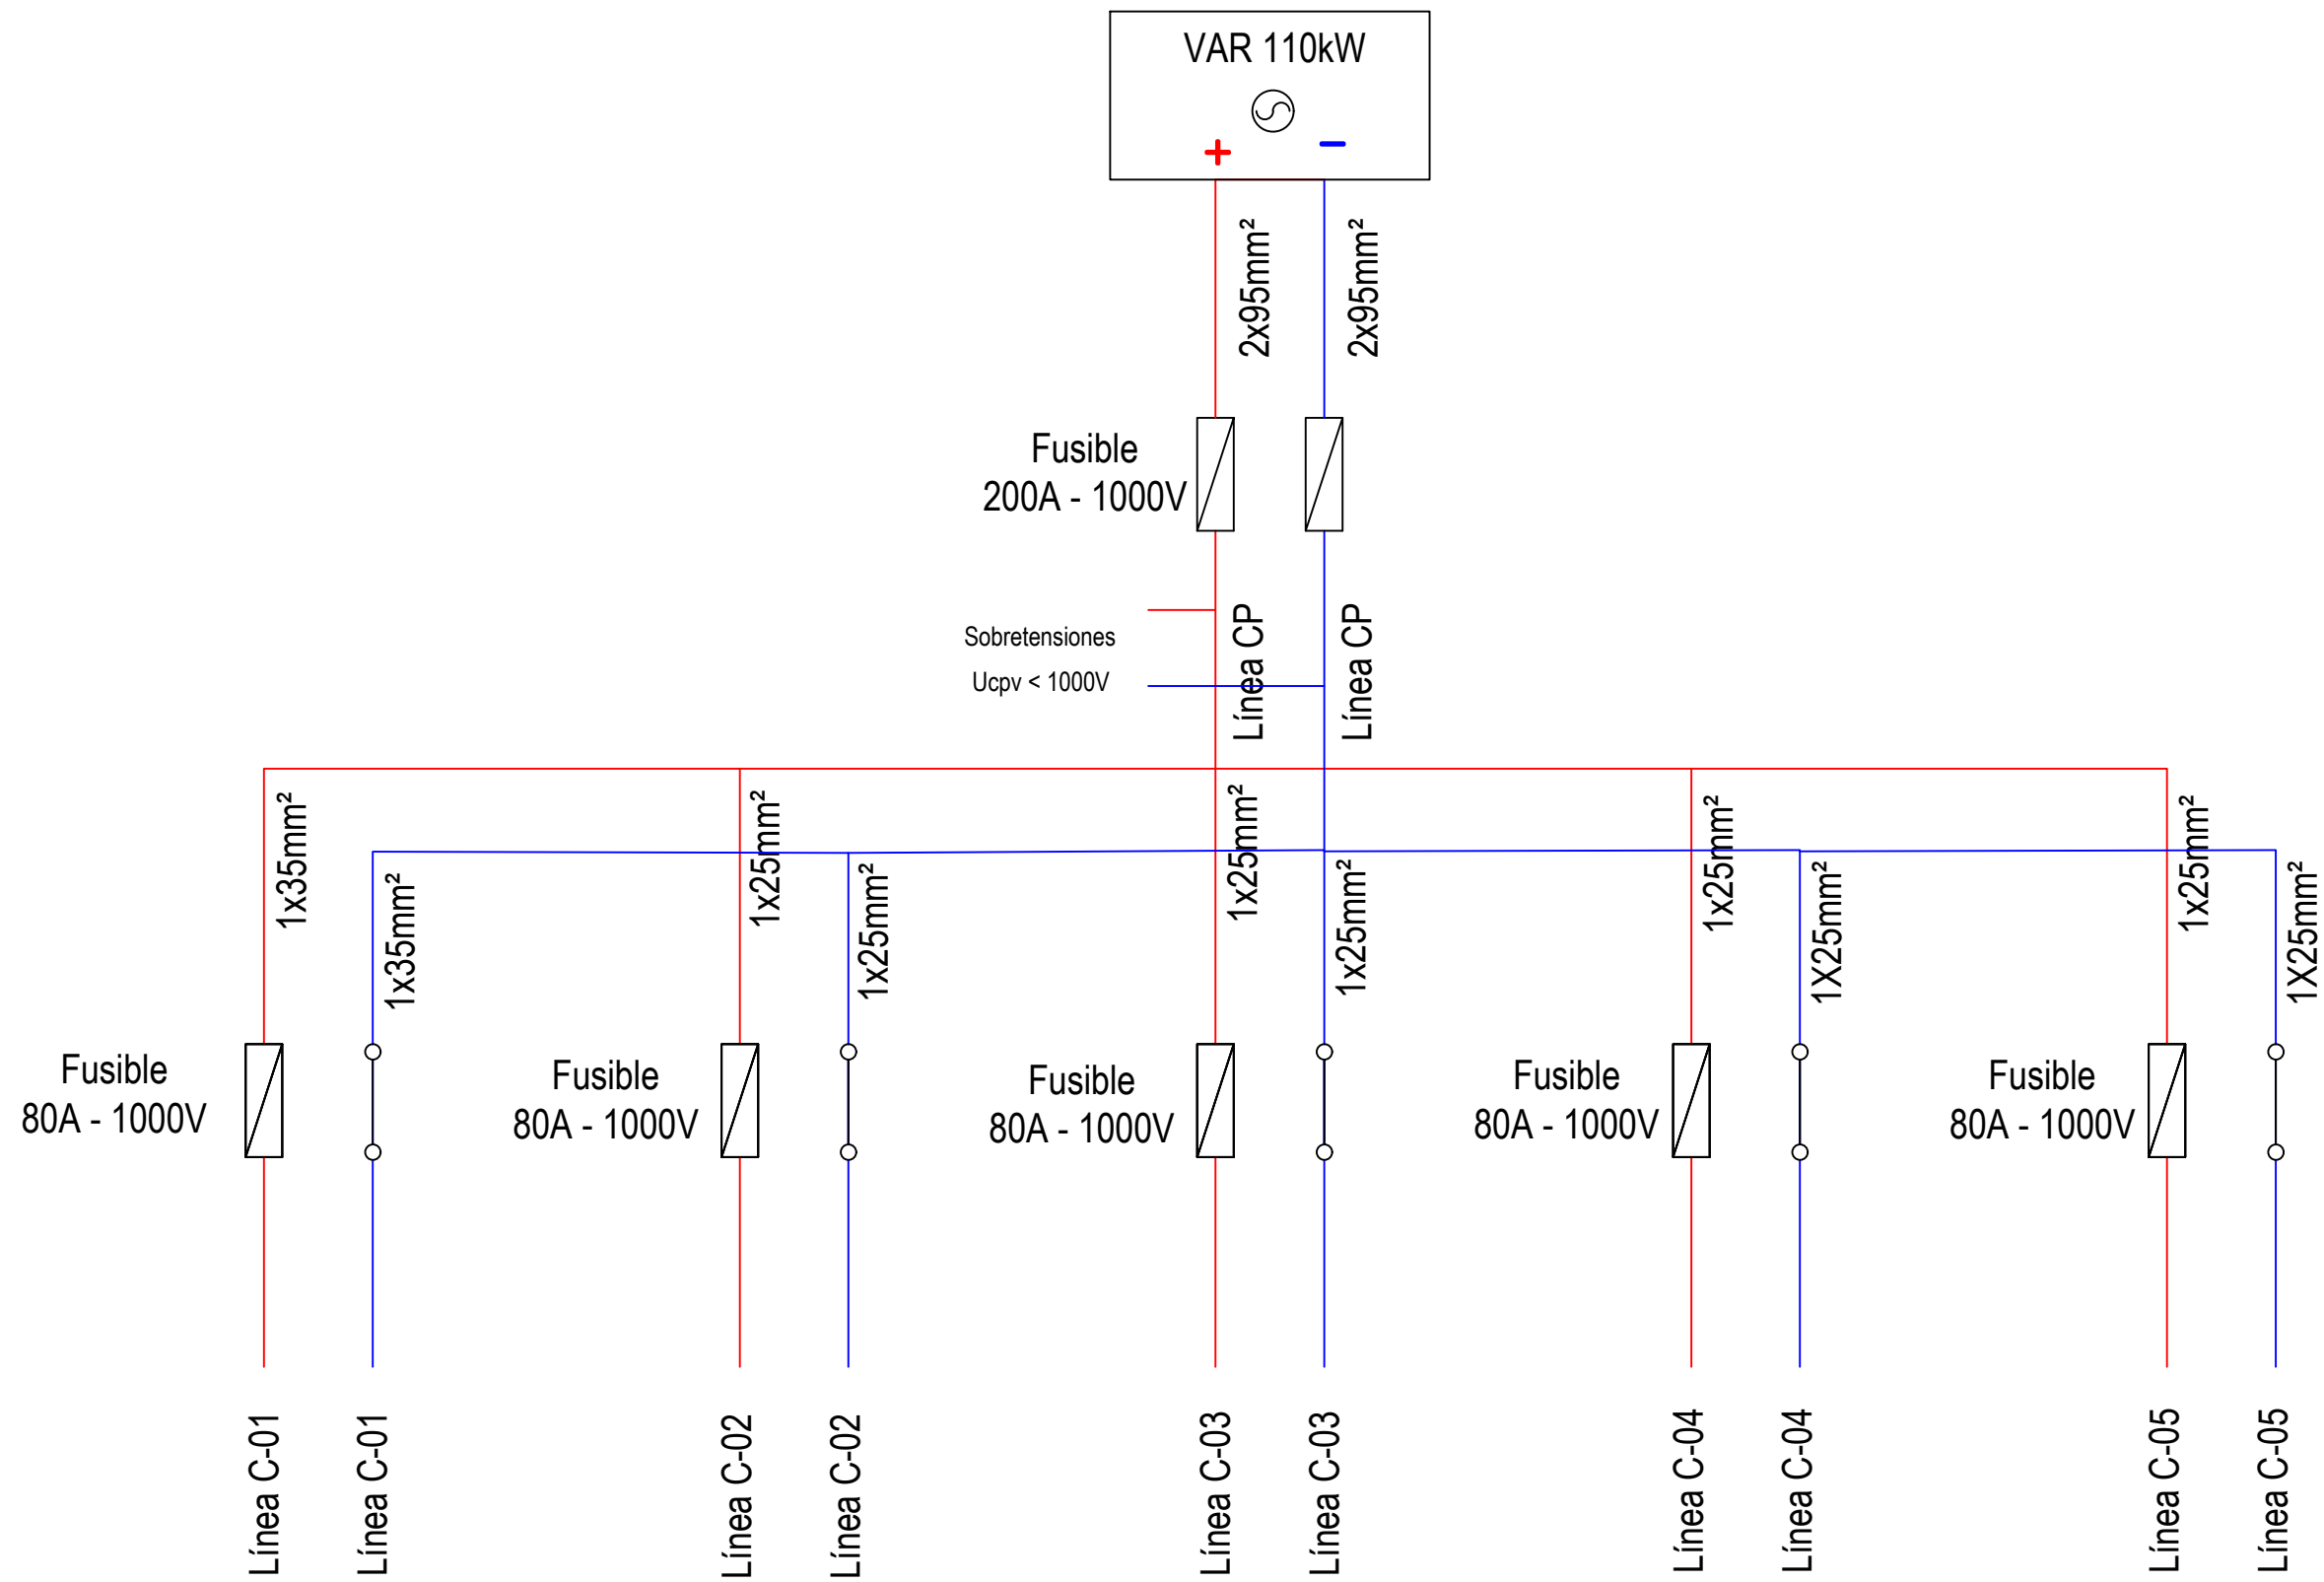 VAR 110kW
+
−
2x95mm²
2x95mm²
Fusible
200A - 1000V
Sobretensiones
Ucpv < 1000V
Línea CP
Línea CP
1x35mm²
1x35mm²
1x25mm²
1x25mm²
1x25mm²
1x25mm²
1x25mm²
1X25mm²
1x25mm²
1X25mm²
Fusible
80A - 1000V
Fusible
80A - 1000V
Fusible
80A - 1000V
Fusible
80A - 1000V
Fusible
80A - 1000V
Línea C-01
Línea C-01
Línea C-02
Línea C-02
Línea C-03
Línea C-03
Línea C-04
Línea C-04
Línea C-05
Línea C-05